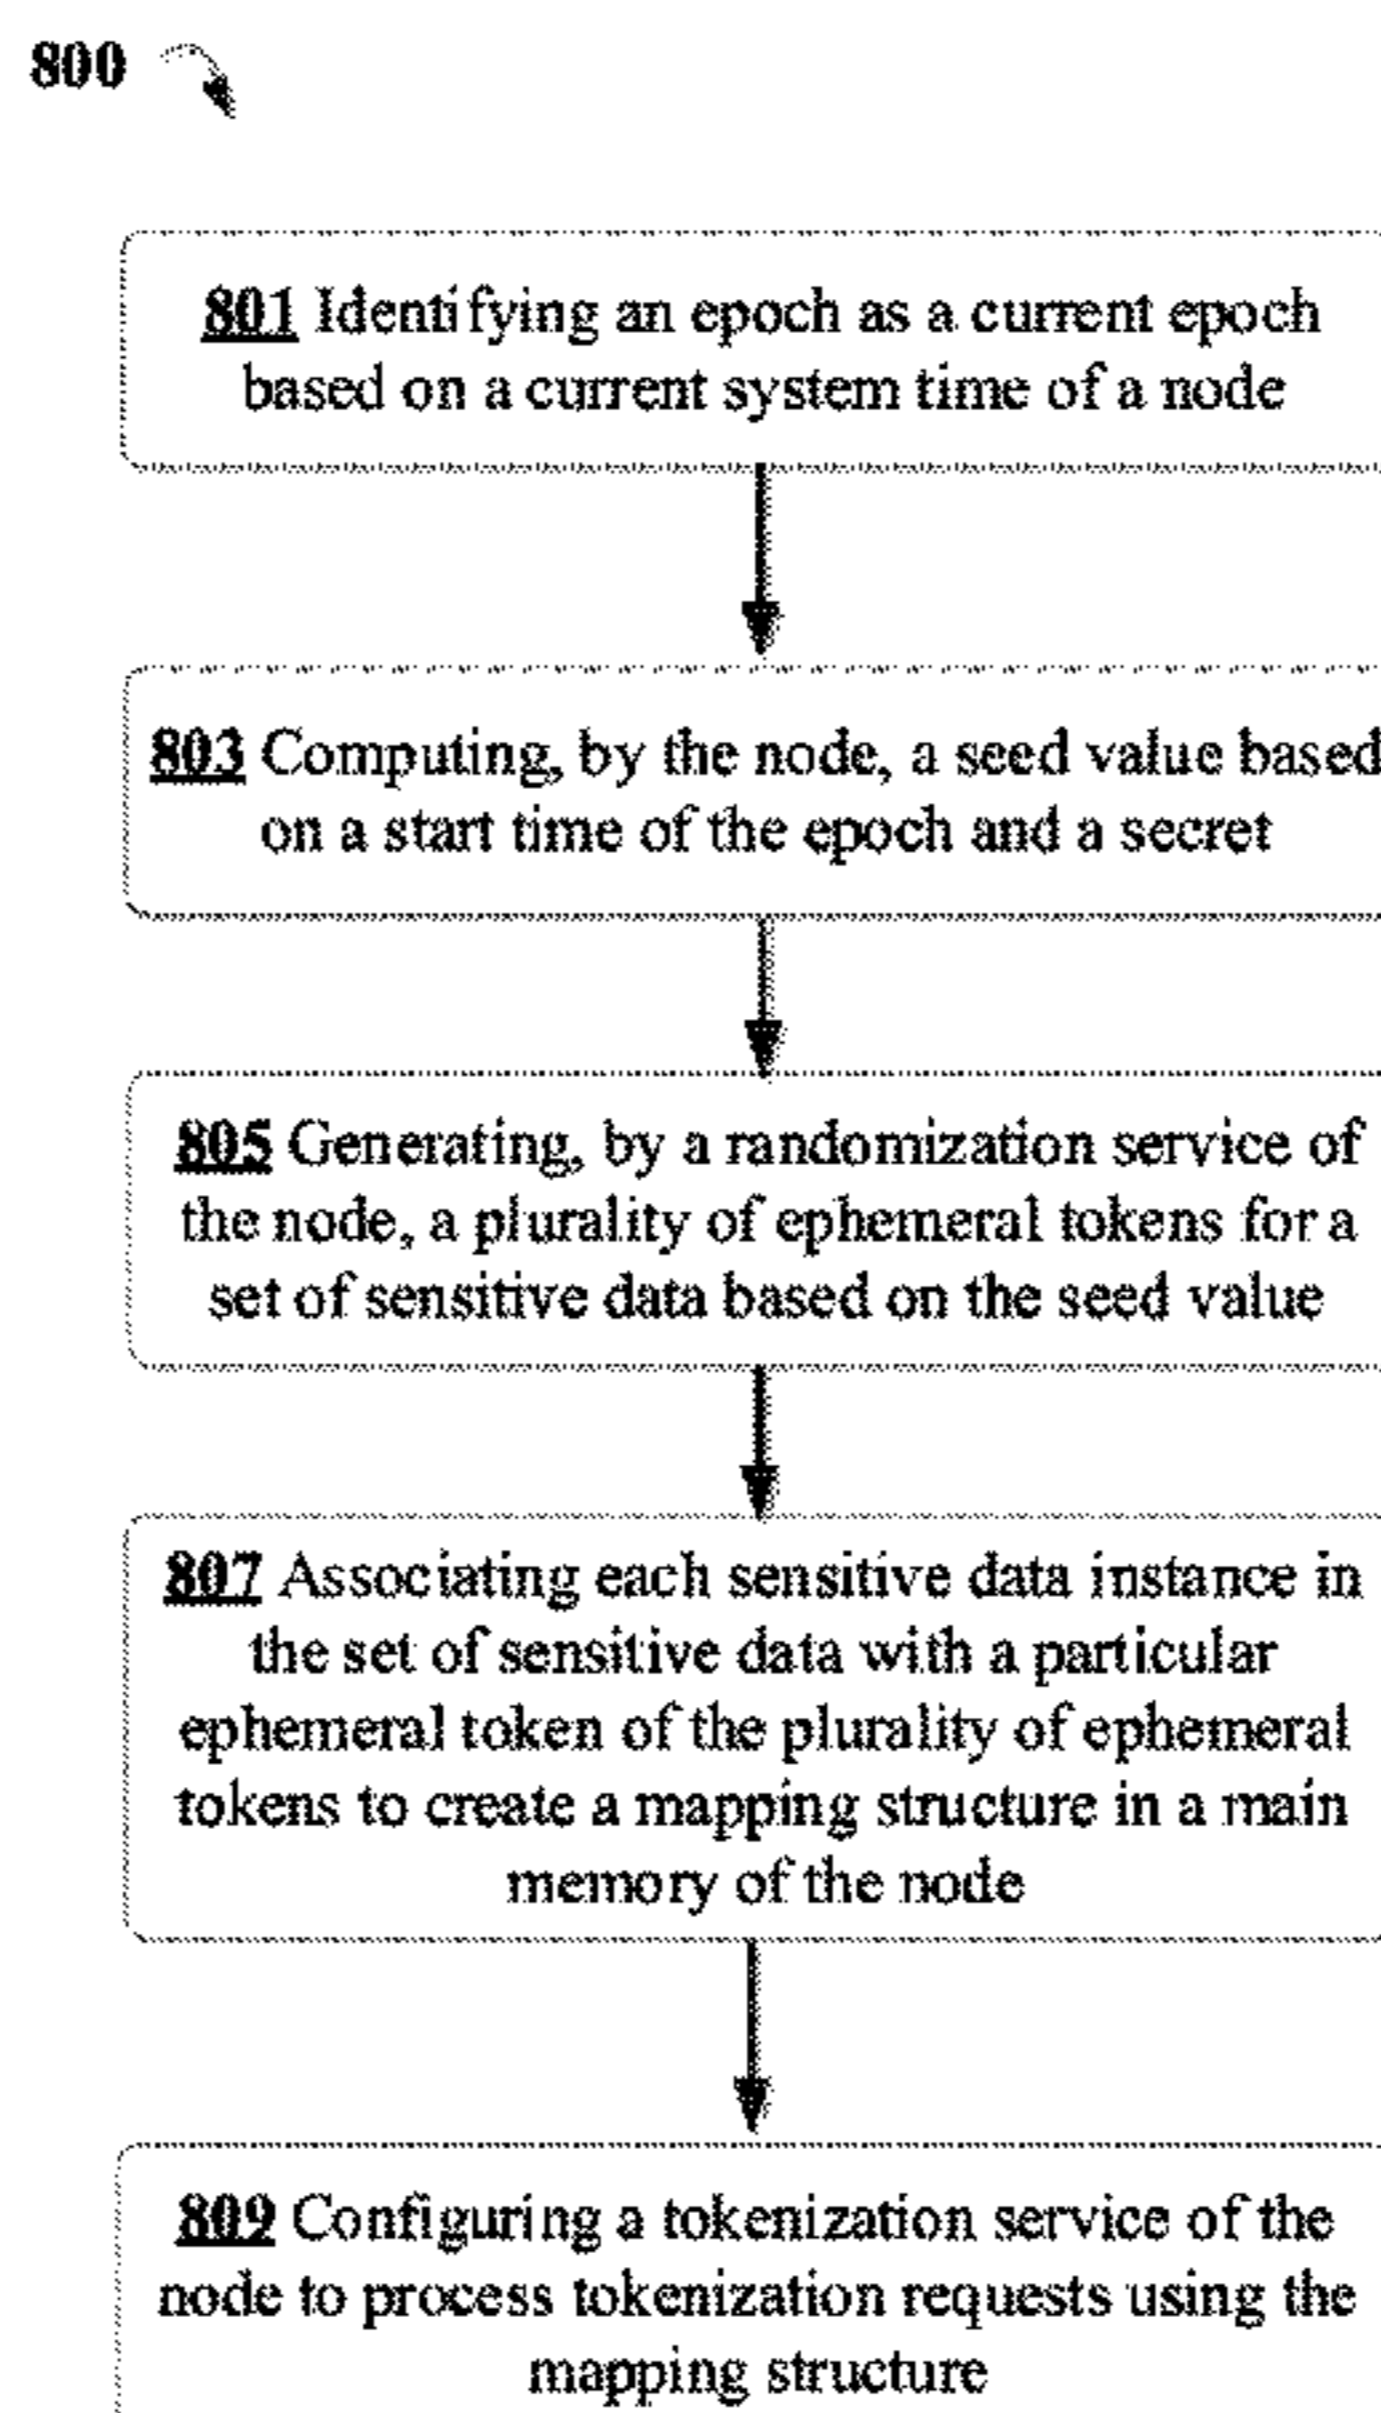 800
801 Identifying an epoch as a current epoch
based on a current system time of a node
803 Computing, by the node, a seed value based
on a start time of the epoch and a secret
805 Generating, by a randomization service of
the node, a plurality of ephemeral tokens for a
set of sensitive data based on the seed value
807 Associating each sensitive data instance in
the set of sensitive data with a particular
ephemeral token of the plurality of ephemeral
tokens to create a mapping structure in a main
memory of the node
809 Configuring a tokenization service of the
node to process tokenization requests using the
mapping structure